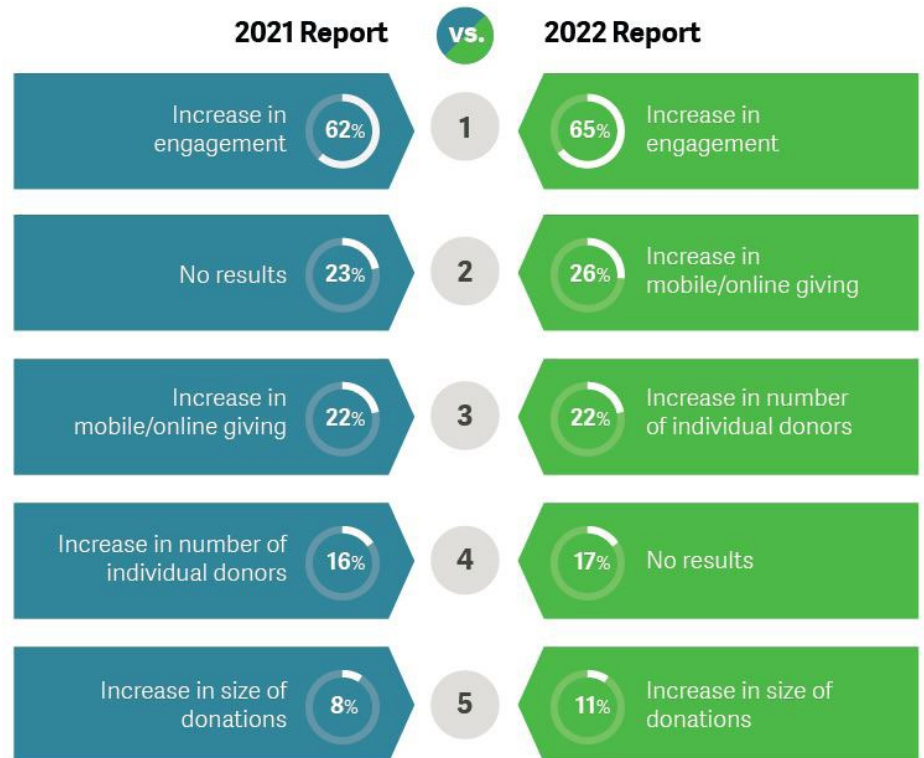 2021 Report vs. 2022 Report
Increase in
engagement
62%
1
65%
Increase in
engagement
No results
23%
2
26%
Increase in
mobile/online giving
Increase in
mobile/online giving
22%
3
22%
Increase in number
of individual donors
Increase in number of
individual donors
16%
4
17%
No results
Increase in size of
donations
8%
5
11%
Increase in size of
donations